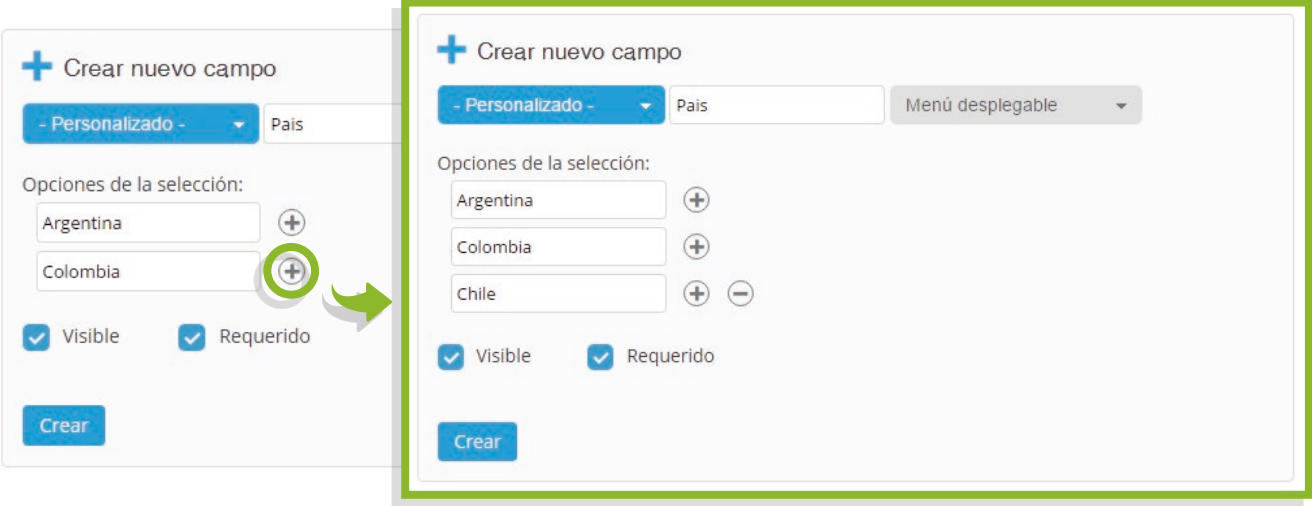 Crear nuevo campo
- Personalizado - Pais
Opciones de la selección:
Argentina
Colombia
Visible Requerido
Crear
Crear nuevo campo
- Personalizado - Pais Menú desplegable
Opciones de la selección:
Argentina
Colombia
Chile
Visible Requerido
Crear